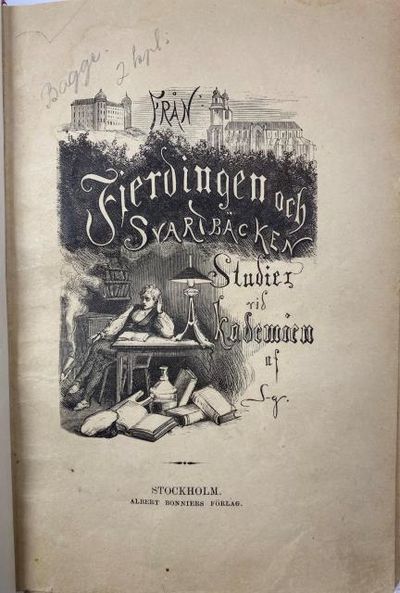 Bagge.
2 kpl:
FRÅN
Fjerdingen och
SVARTBÄCKEN
Studier
vid
Akademien
af
L-g.
STOCKHOLM.
ALBERT BONNIERS FÖRLAG.